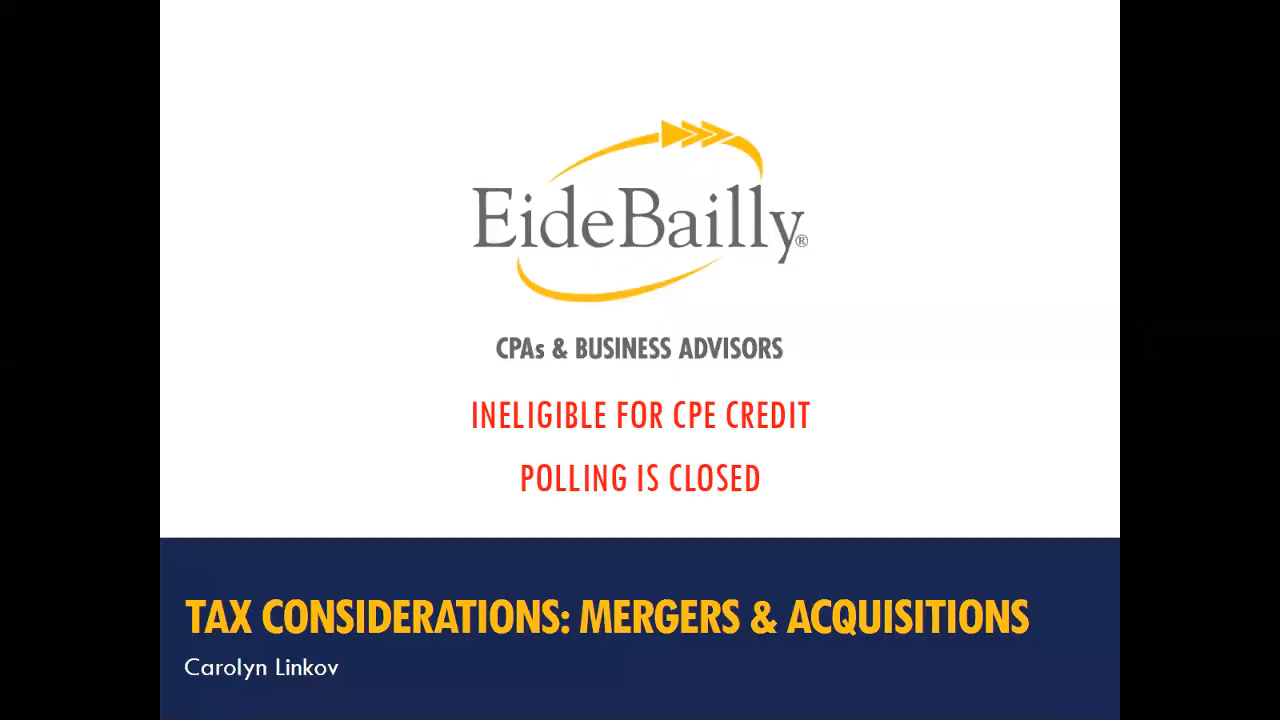 EideBailly®
CPAs & BUSINESS ADVISORS
INELIGIBLE FOR CPE CREDIT
POLLING IS CLOSED
TAX CONSIDERATIONS: MERGERS & ACQUISITIONS
Carolyn Linkov